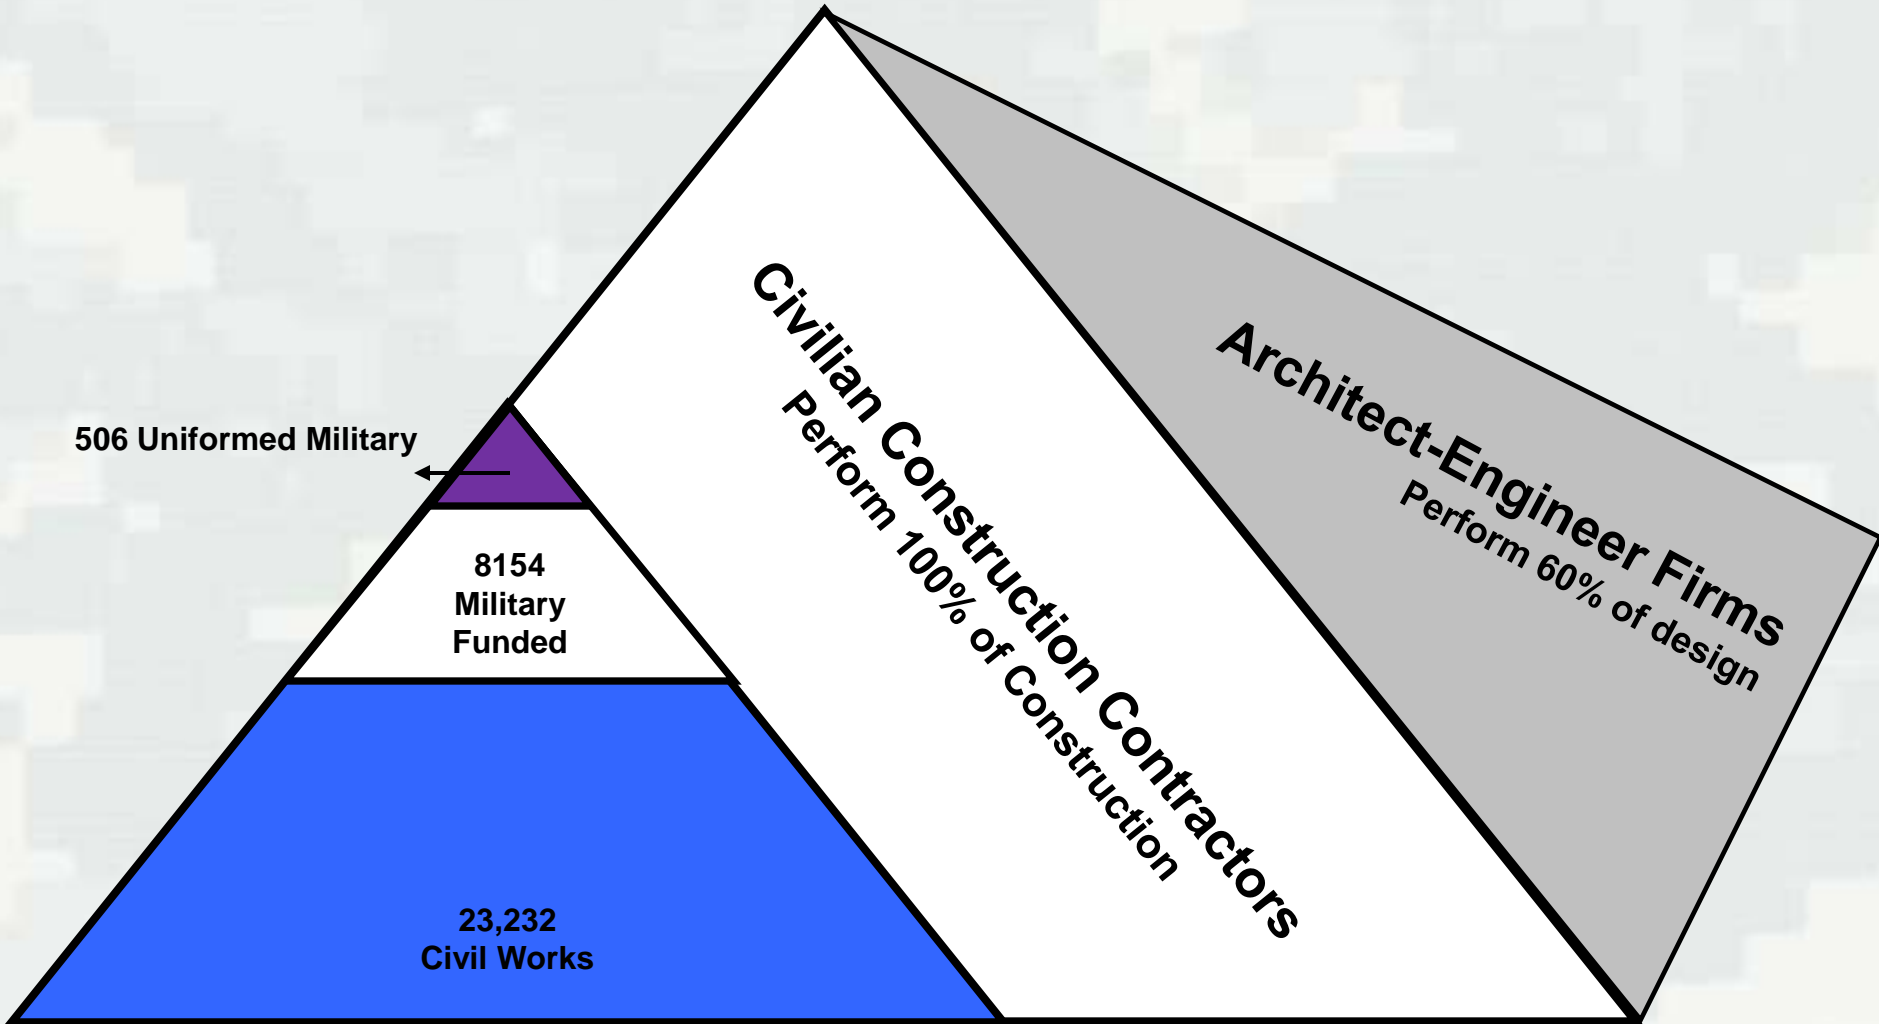 506 Uniformed Military
8154
Military
Funded
23,232
Civil Works
Civilian Construction Contractors
Perform 100% of Construction
Architect-Engineer Firms
Perform 60% of design